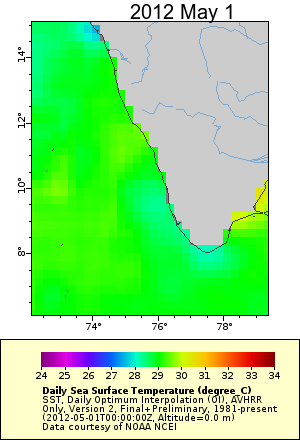 2012 May 1
14°
12°
10°
8°
74° 76° 78°
24 25 26 27 28 29 30 31 32 33 34
Daily Sea Surface Temperature (degree_C)
SST, Daily Optimum Interpolation (OI), AVHRR
Only, Version 2, Final+Preliminary, 1981-present
(2012-05-01T00:00:00Z, Altitude=0.0 m)
Data courtesy of NOAA NCEI